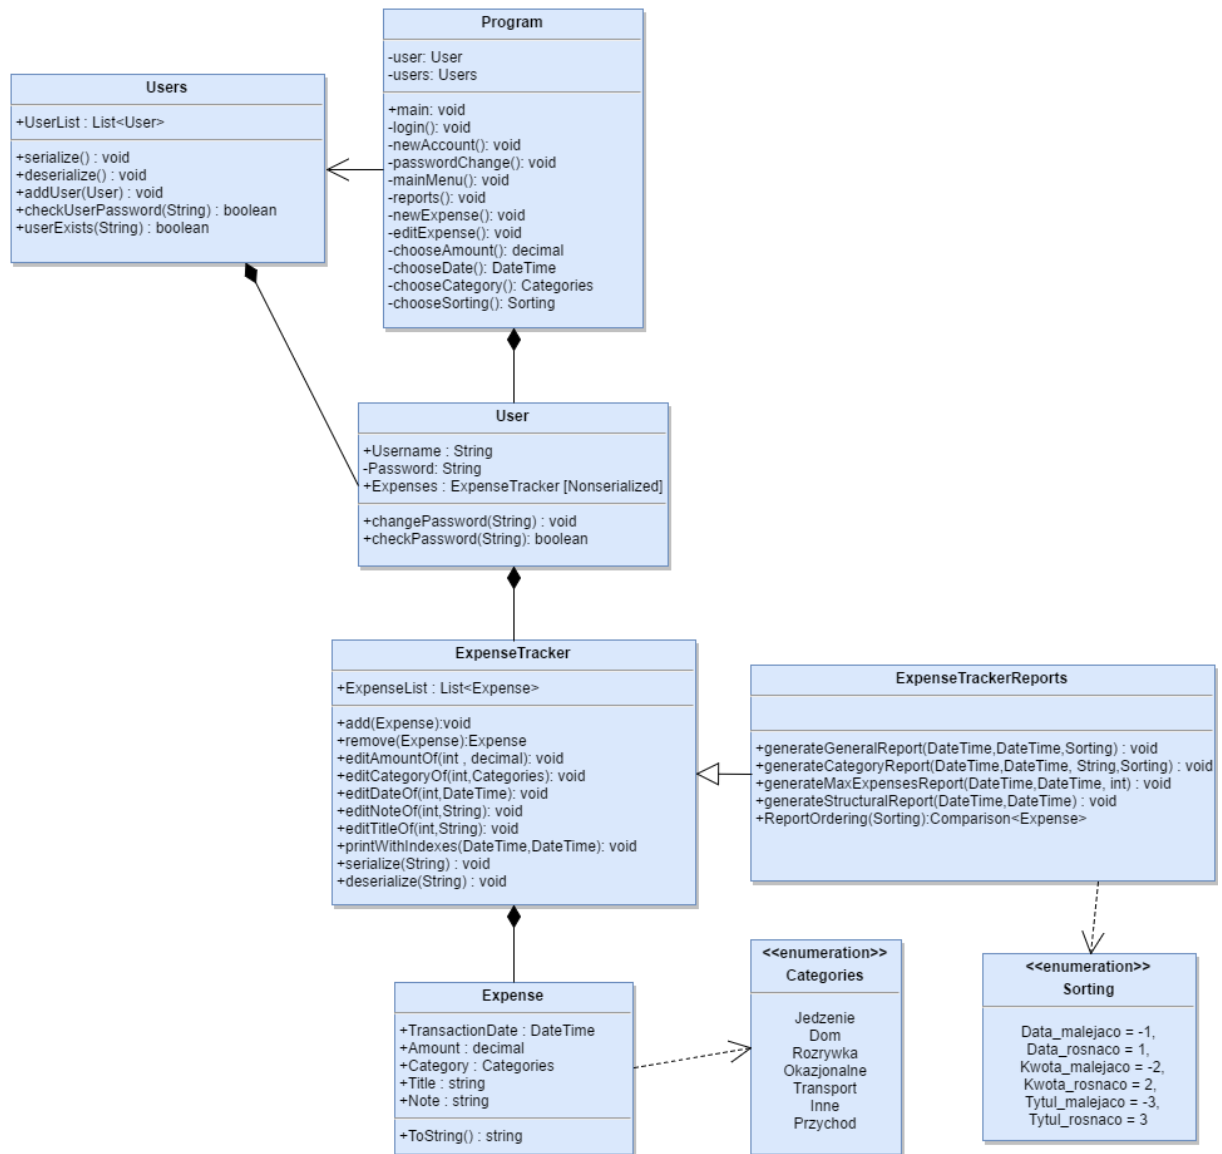 Program
-user: User
-users: Users
+main: void
-login(): void
-newAccount(): void
-passwordChange(): void
-mainMenu(): void
-reports(): void
-newExpense(): void
-editExpense(): void
-chooseAmount(): decimal
-chooseDate(): DateTime
-chooseCategory(): Categories
-chooseSorting(): Sorting
Users
+UserList : List<User>
+serialize() : void
+deserialize() : void
+addUser(User) : void
+checkUserPassword(String) : boolean
+userExists(String) : boolean
User
+Username : String
-Password: String
+Expenses : ExpenseTracker [Nonserialized]
+changePassword(String) : void
+checkPassword(String): boolean
ExpenseTracker
+ExpenseList : List<Expense>
+add(Expense):void
+remove(Expense):Expense
+editAmountOf(int , decimal): void
+editCategoryOf(int,Categories): void
+editDateOf(int,DateTime): void
+editNoteOf(int,String): void
+editTitleOf(int,String): void
+printWithIndexes(DateTime,DateTime): void
+serialize(String) : void
+deserialize(String) : void
ExpenseTrackerReports
+generateGeneralReport(DateTime,DateTime,Sorting) : void
+generateCategoryReport(DateTime,DateTime, String,Sorting) : void
+generateMaxExpensesReport(DateTime,DateTime, int) : void
+generateStructuralReport(DateTime,DateTime) : void
+ReportOrdering(Sorting):Comparison<Expense>
Expense
+TransactionDate : DateTime
+Amount : decimal
+Category : Categories
+Title : string
+Note : string
+ToString() : string
<<enumeration>>
Categories
Jedzenie
Dom
Rozrywka
Okazjonalne
Transport
Inne
Przychod
<<enumeration>>
Sorting
Data_malejaco = -1,
Data_rosnaco = 1,
Kwota_malejaco = -2,
Kwota_rosnaco = 2,
Tytul_malejaco = -3,
Tytul_rosnaco = 3